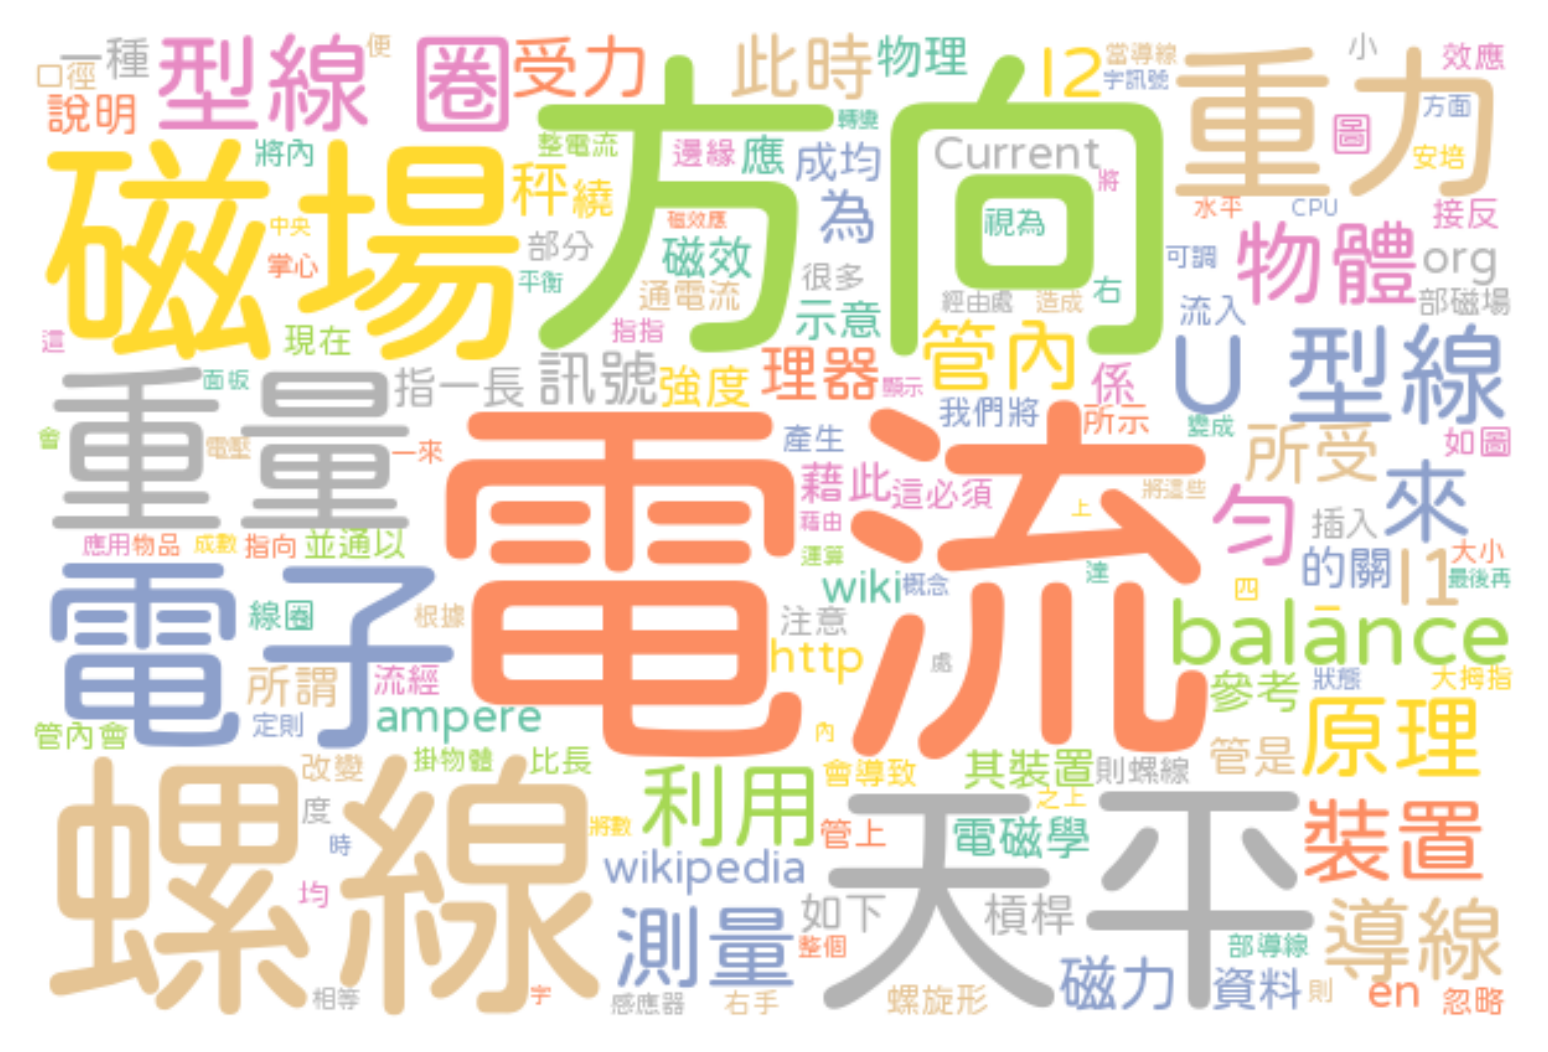 一種
型線
便
圈
受力
此時
物理
I2
當導線
小
效應
口徑
宇訊號
重力
說明
方向
轉變
圖
方面
將內
整電流
邊緣
應
成均
Current
安培
磁場
秤
繞
將
中央
磁效應
為
視為
水平
CPU
接反
掌心
部分
磁效
很多
可調
物體
org
平衡
通電流
經由處
造成
右
部磁場
這
現在
指指
示意
管內
流入
U
型線
重量
面板
指一長
訊號
強度
理器
顯示
係
我們將
所示
變成
會
電壓
一來
產生
所受
如圖
電流
藉此
這必須
將這些
來
藉由
上
勻
插入
應用
物品
成數
指向
並通以
運算
的關
I1
大小
電子
wiki
概念
達
四
最後再
線圈
根據
注意
balance
http
處
所謂
流經
參考
狀態
大拇指
定則
ampere
管內會
內
原理
改變
掛物體
比長
會導致
其裝置
則螺線
管是
螺線
利用
之上
天平
度
時
將數
管上
電磁學
裝置
wikipedia
均
測量
如下
槓桿
導線
整個
部導線
磁力
資料
相等
宇
感應器
右手
螺旋形
則
en
忽略